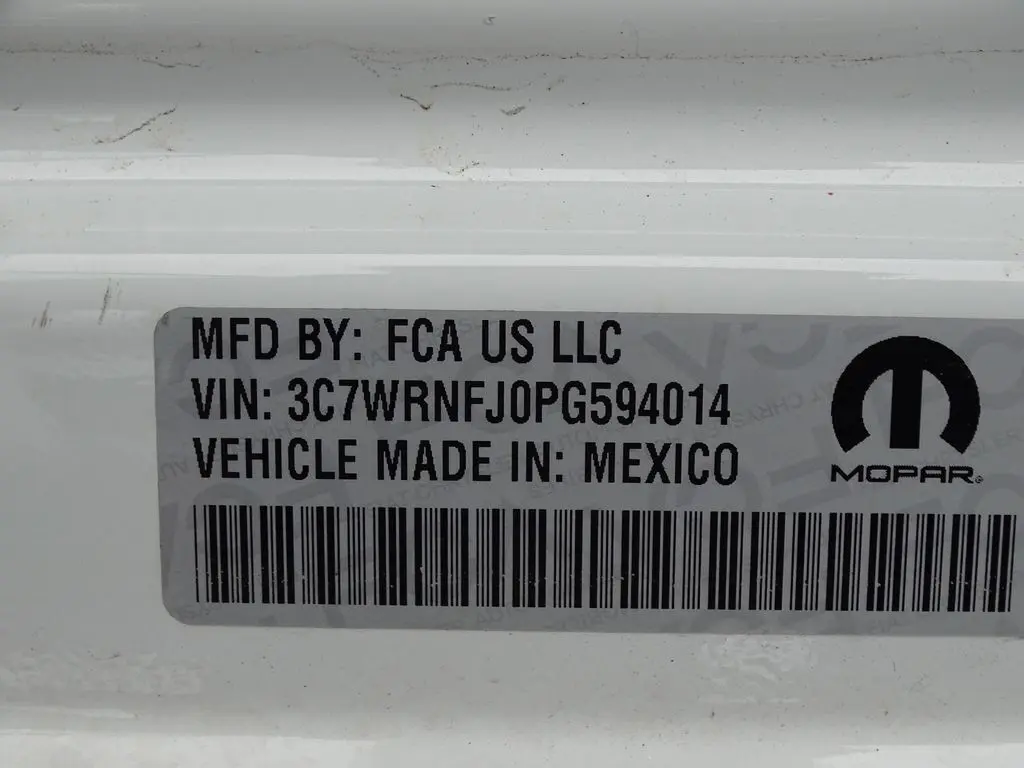 MFD BY: FCA US LLC
VIN: 3C7WRNFJ0PG594014
VEHICLE MADE IN: MEXICO
MOPAR